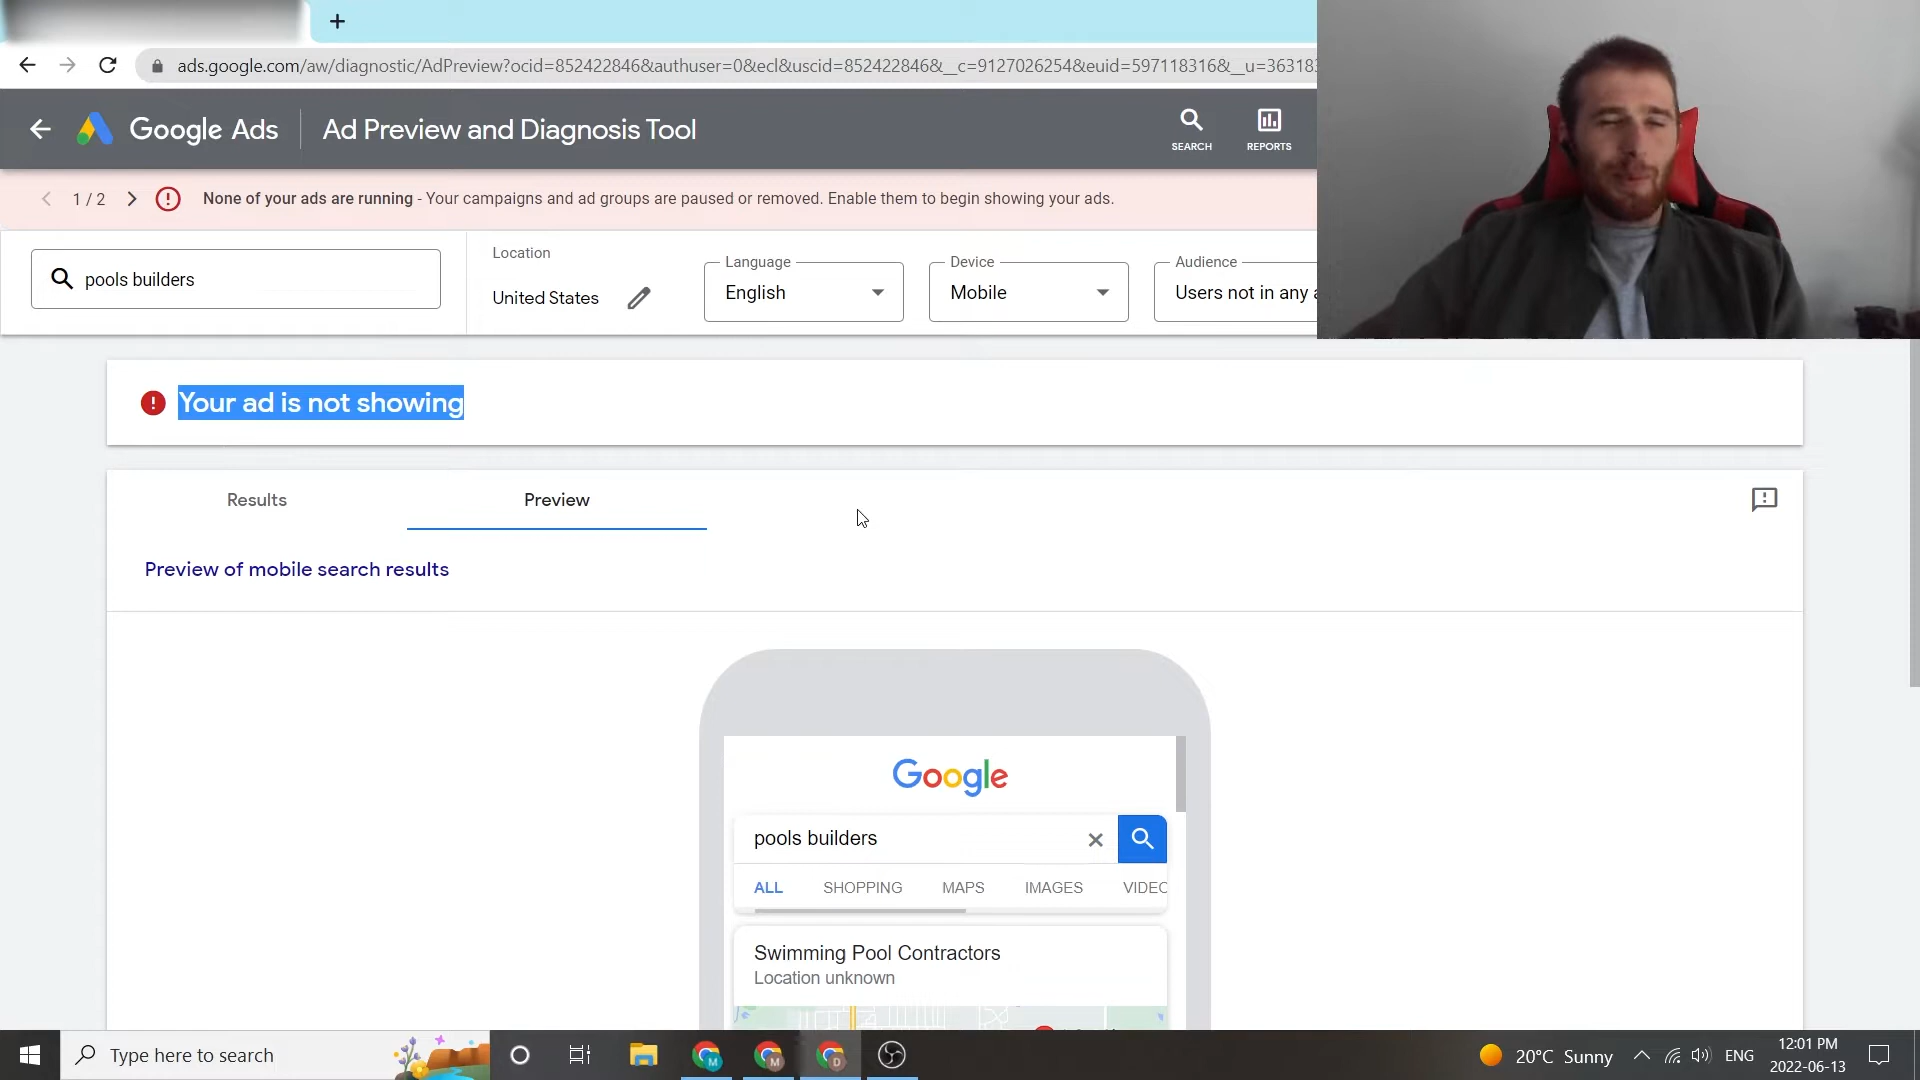 ads.google.com/aw/diagnostic/AdPreview?ocid=852422846&authuser=0&ecl&uscid=852422846&__c=9127026254&euid=597118316&__u=36318
Google Ads
Ad Preview and Diagnosis Tool
SEARCH
REPORTS
1 / 2
None of your ads are running - Your campaigns and ad groups are paused or removed. Enable them to begin showing your ads.
pools builders
Location
United States
Language
English
Device
Mobile
Audience
Users not in any
Your ad is not showing
Results
Preview
Preview of mobile search results
Google
pools builders
ALL
SHOPPING
MAPS
IMAGES
VIDEO
Swimming Pool Contractors
Location unknown
Type here to search
M
M
D
20°C Sunny
ENG
12:01 PM
2022-06-13